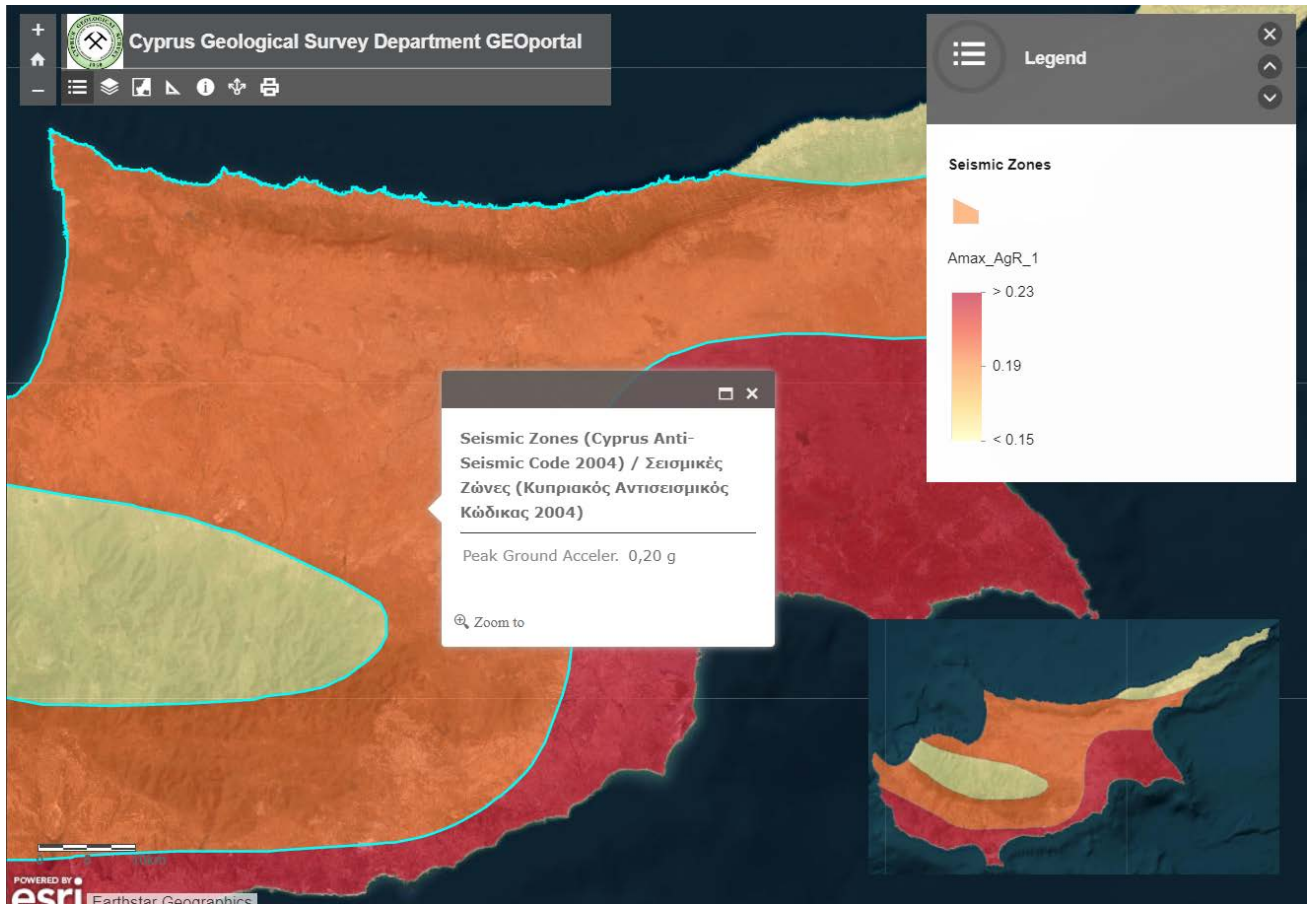 +
Cyprus Geological Survey Department GEOportal
−
Legend
Seismic Zones
Amax_AgR_1
> 0.23
0.19
< 0.15
Seismic Zones (Cyprus Anti-
Seismic Code 2004) / Σεισμικές
Ζώνες (Κυπριακός Αντισεισμικός
Κώδικας 2004)
Peak Ground Acceler. 0,20 g
Zoom to
POWERED BY
esri
Earthstar Geographics